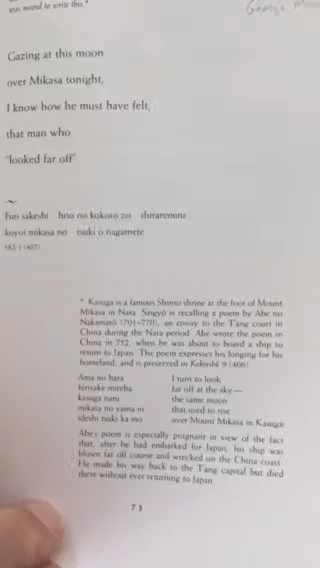 was moved to write this.*
George
Gazing at this moon
over Mikasa tonight,
I know how he must have felt,
that man who
"looked far off"
Furi sakeshi hito no kokoro zo shirarenuru
koyoi mikasa no tsuki o nagamete
SKS I (407)
* Kasuga is a famous Shinto shrine at the foot of Mount
Mikasa in Nara. Saigyō is recalling a poem by Abe no
Nakamaro (701–770), an envoy to the T'ang court in
China during the Nara period. Abe wrote the poem in
China in 752, when he was about to board a ship to
return to Japan. The poem expresses his longing for his
homeland, and is preserved in Kokinshū 9 (406)
Ama no hara I turn to look
furisake mireba far off at the sky—
kasuga naru the same moon
mikasa no yama ni that used to rise
ideshi tsuki ka mo over Mount Mikasa in Kasuga
Abe's poem is especially poignant in view of the fact
that, after he had embarked for Japan, his ship was
blown far off course and wrecked on the China coast.
He made his way back to the T'ang capital but died
there without ever returning to Japan.
73